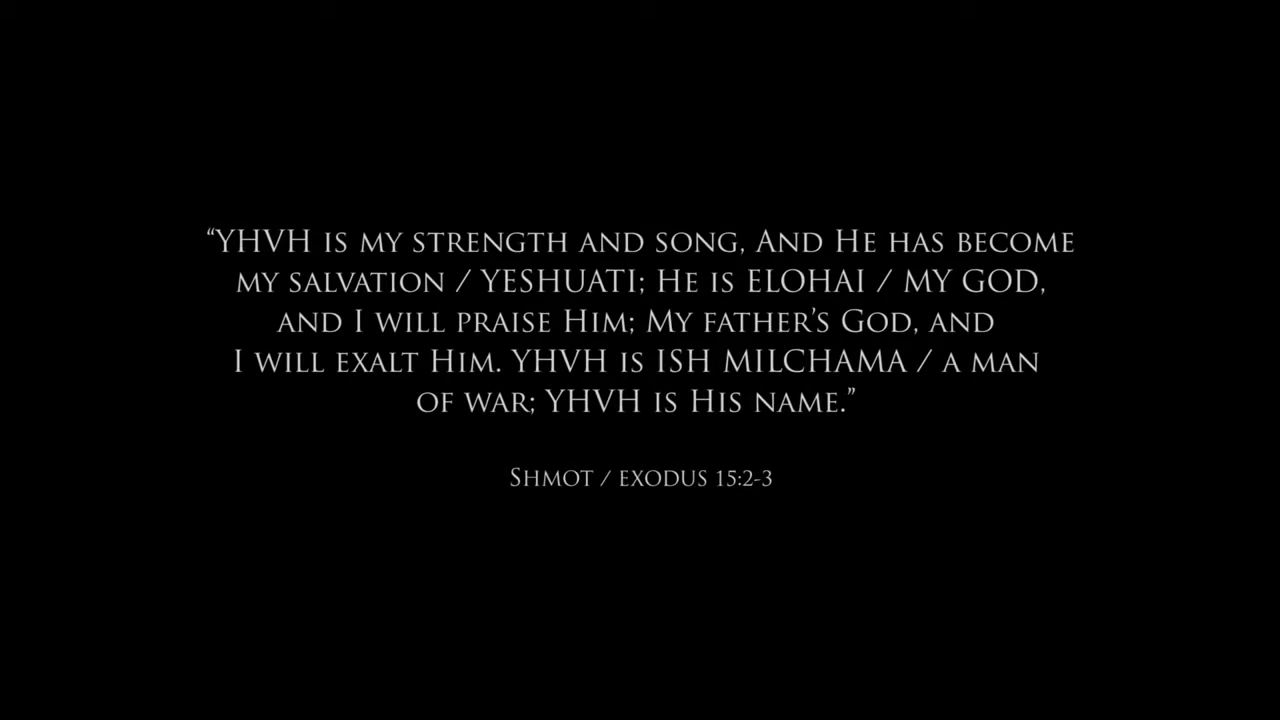 “YHVH is my strength and song, And He has become
my salvation / YESHUATI; He is ELOHAI / MY GOD,
and I will praise Him; My father’s God, and
I will exalt Him. YHVH is ISH MILCHAMA / a man
of war; YHVH is His name.”
Shmot / exodus 15:2-3